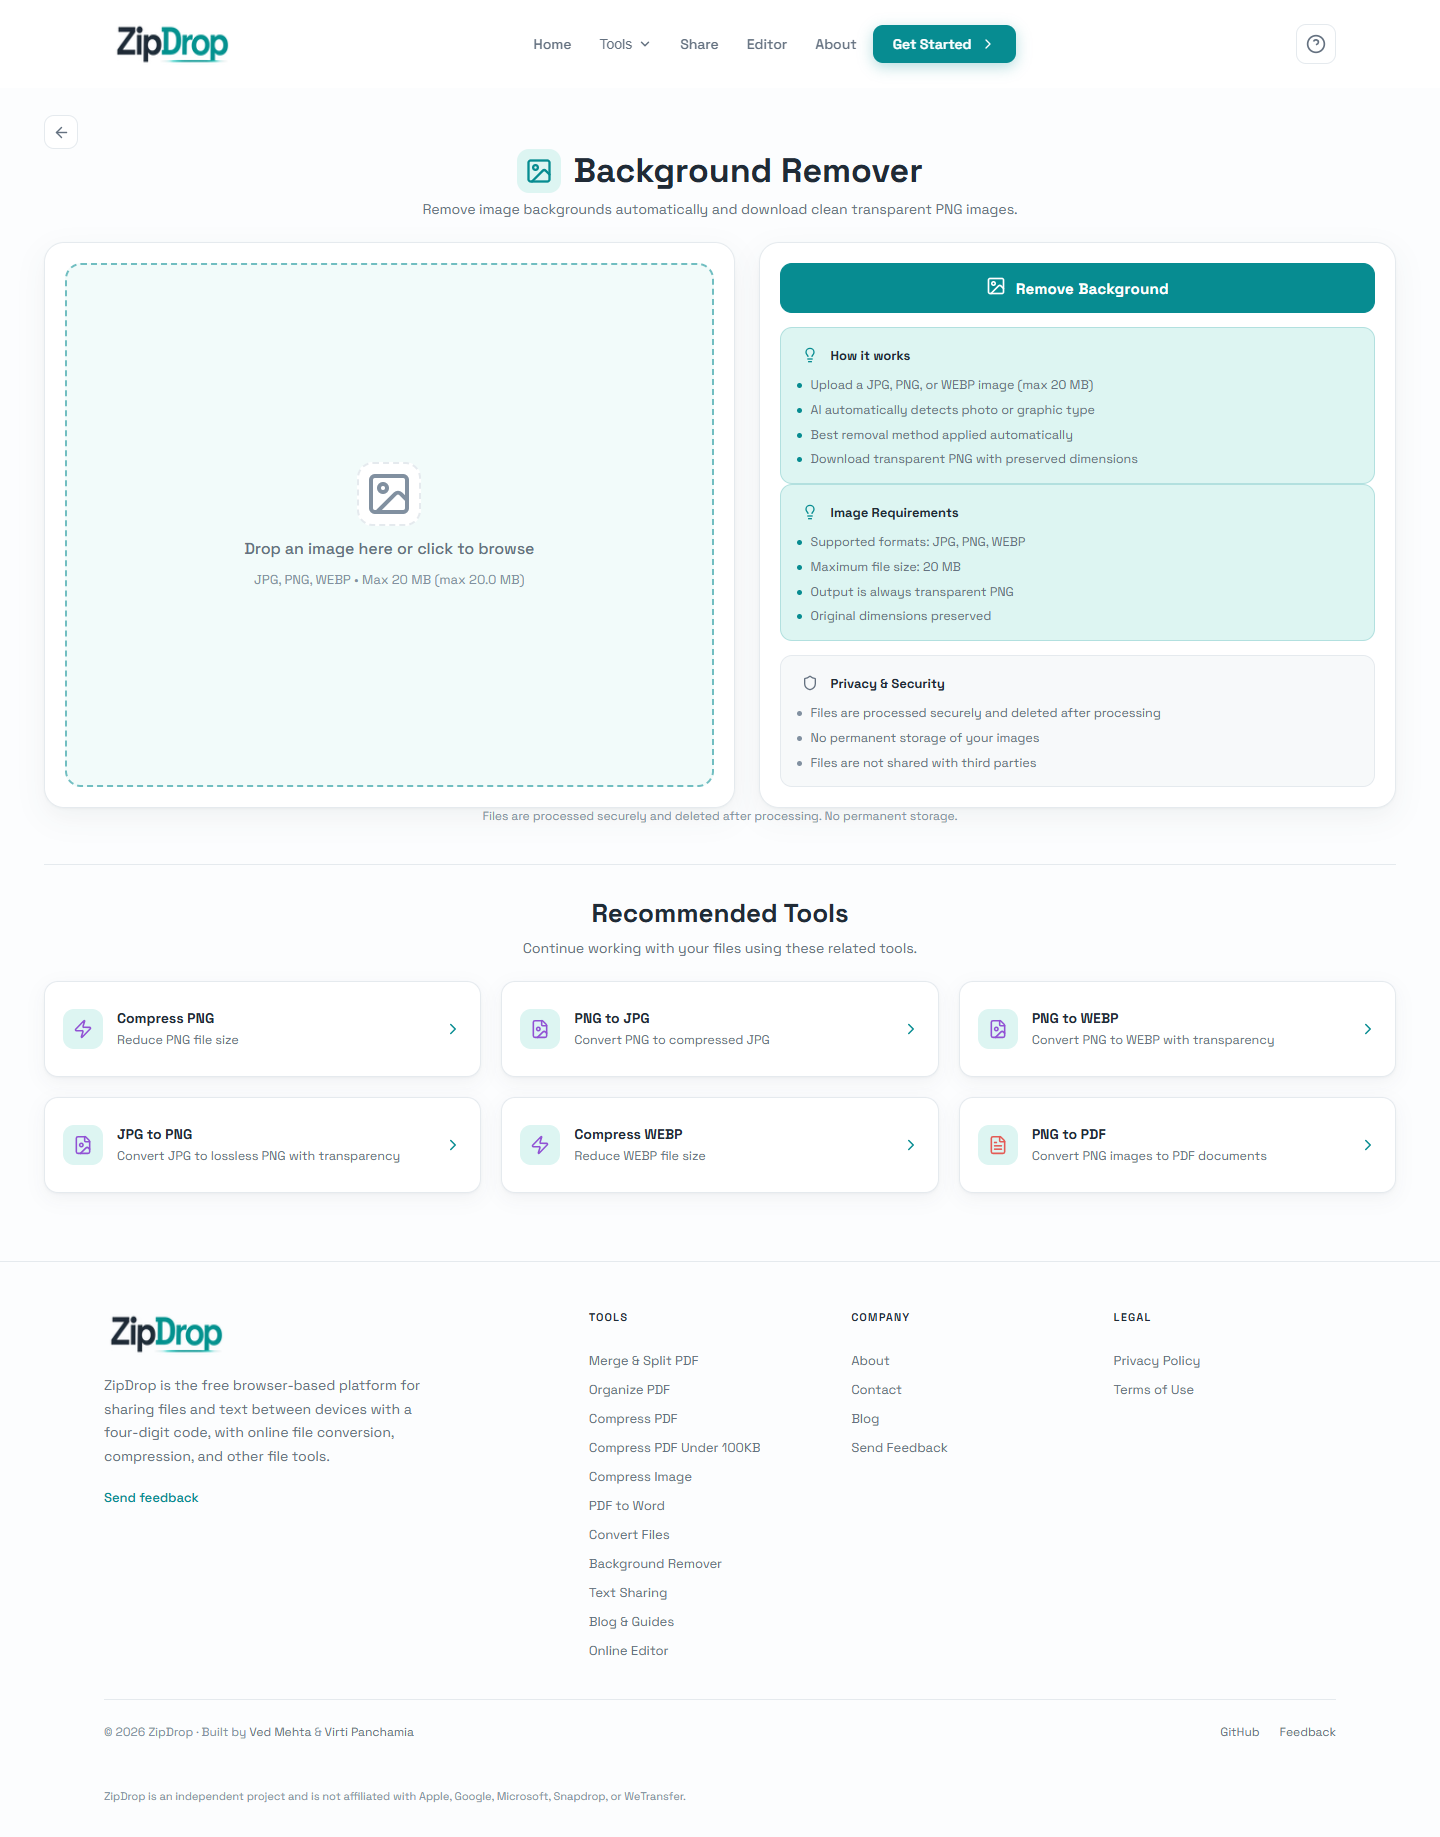 ZipDrop
Home
Tools
Share
Editor
About
Get Started
Background Remover
Remove image backgrounds automatically and download clean transparent PNG images.
Drop an image here or click to browse
JPG, PNG, WEBP • Max 20 MB (max 20.0 MB)
Remove Background
How it works
Upload a JPG, PNG, or WEBP image (max 20 MB)
AI automatically detects photo or graphic type
Best removal method applied automatically
Download transparent PNG with preserved dimensions
Image Requirements
Supported formats: JPG, PNG, WEBP
Maximum file size: 20 MB
Output is always transparent PNG
Original dimensions preserved
Privacy & Security
Files are processed securely and deleted after processing
No permanent storage of your images
Files are not shared with third parties
Files are processed securely and deleted after processing. No permanent storage.
Recommended Tools
Continue working with your files using these related tools.
Compress PNG
Reduce PNG file size
PNG to JPG
Convert PNG to compressed JPG
PNG to WEBP
Convert PNG to WEBP with transparency
JPG to PNG
Convert JPG to lossless PNG with transparency
Compress WEBP
Reduce WEBP file size
PNG to PDF
Convert PNG images to PDF documents
ZipDrop
ZipDrop is the free browser-based platform for
sharing files and text between devices with a
four-digit code, with online file conversion,
compression, and other file tools.
Send feedback
TOOLS
Merge & Split PDF
Organize PDF
Compress PDF
Compress PDF Under 100KB
Compress Image
PDF to Word
Convert Files
Background Remover
Text Sharing
Blog & Guides
Online Editor
COMPANY
About
Contact
Blog
Send Feedback
LEGAL
Privacy Policy
Terms of Use
© 2026 ZipDrop · Built by Ved Mehta & Virti Panchamia
GitHub
Feedback
ZipDrop is an independent project and is not affiliated with Apple, Google, Microsoft, Snapdrop, or WeTransfer.